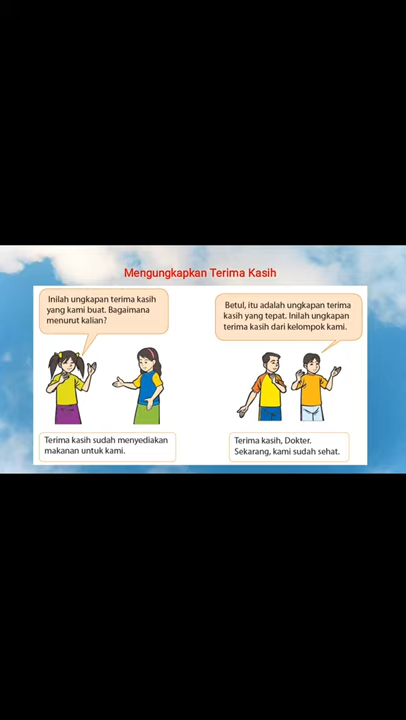 Mengungkapkan Terima Kasih
Inilah ungkapan terima kasih
yang kami buat. Bagaimana
menurut kalian?
Betul, itu adalah ungkapan terima
kasih yang tepat. Inilah ungkapan
terima kasih dari kelompok kami.
Terima kasih sudah menyediakan
makanan untuk kami.
Terima kasih, Dokter.
Sekarang, kami sudah sehat.